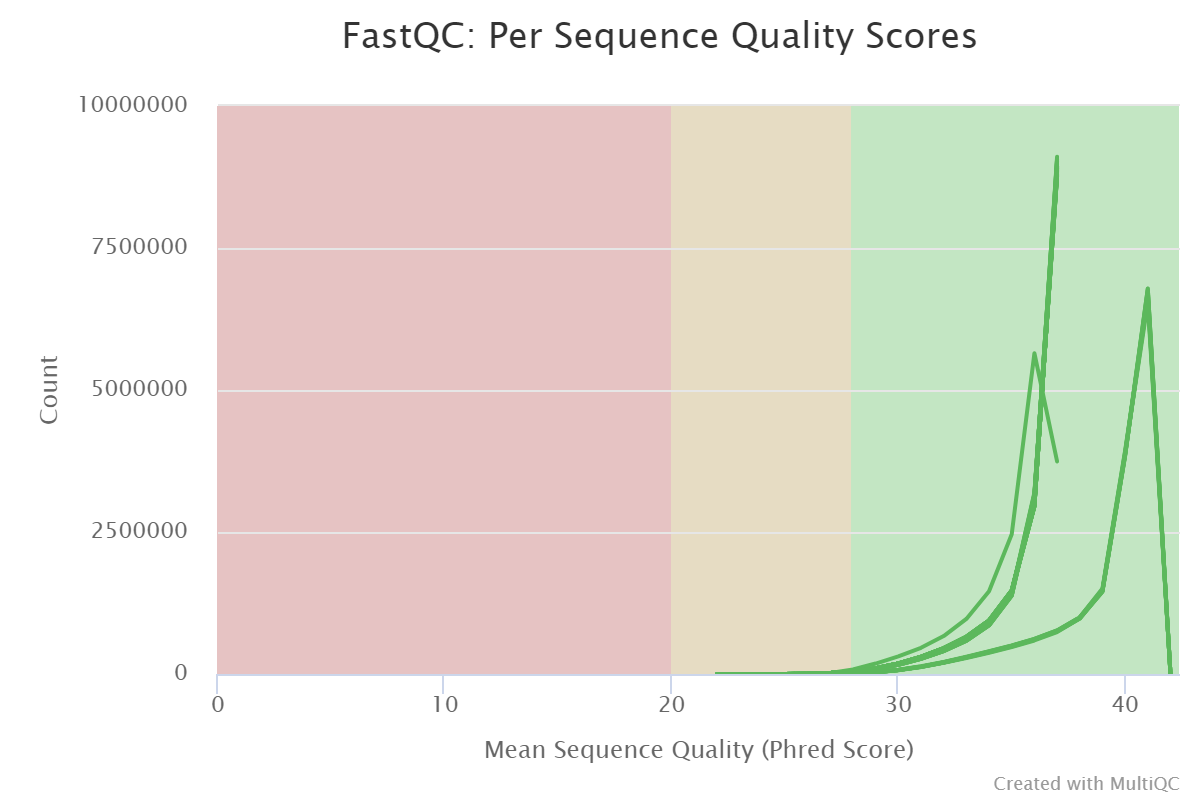 FastQC: Per Sequence Quality Scores
10000000
7500000
5000000
2500000
0
Count
0 10 20 30 40
Mean Sequence Quality (Phred Score)
Created with MultiQC